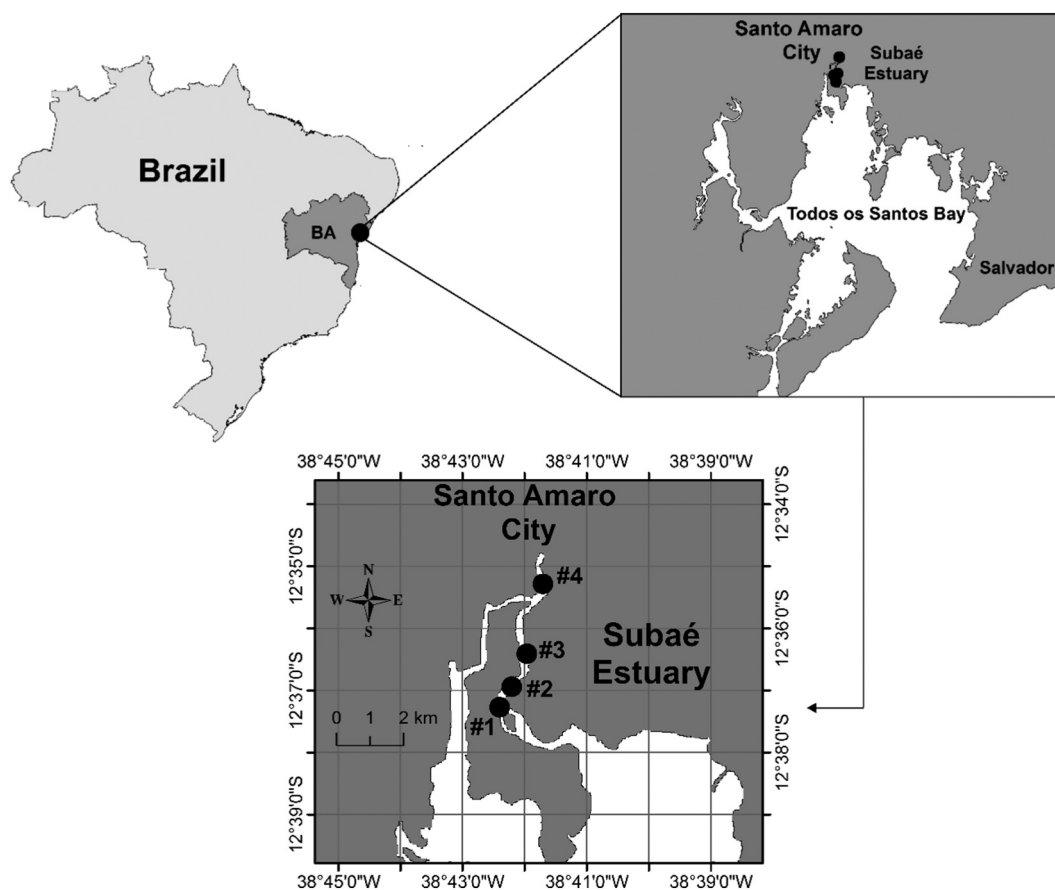 Brazil
BA
Santo Amaro
City
Subaé
Estuary
Todos os Santos Bay
Salvador
38°45'0"W 38°43'0"W 38°41'0"W 38°39'0"W
Santo Amaro
City
12°34'0"S
12°35'0"S
12°36'0"S
12°37'0"S
12°38'0"S
12°39'0"S
N
W E
S
#4
#3
#2
#1
Subaé
Estuary
0 1 2 km
38°45'0"W 38°43'0"W 38°41'0"W 38°39'0"W